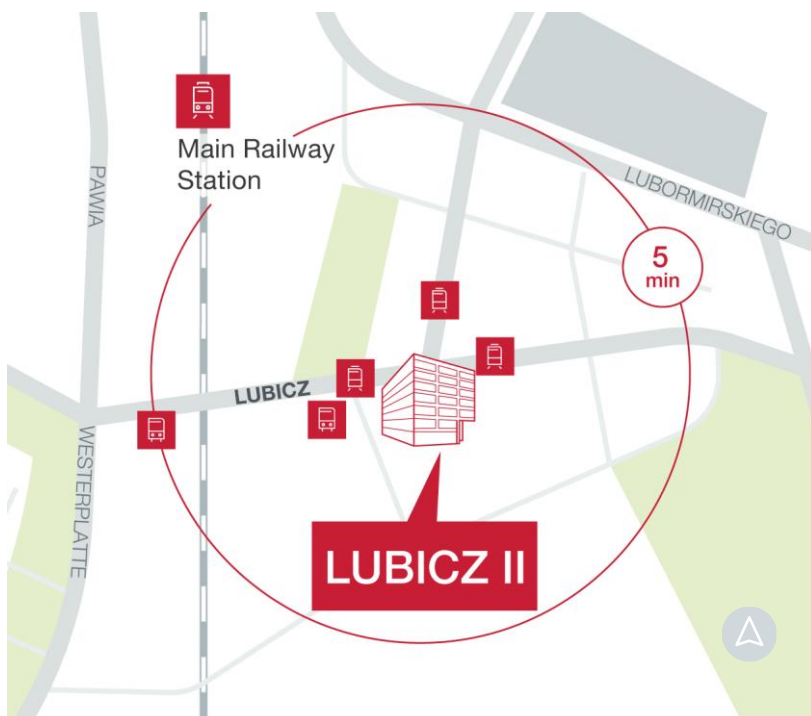 Main Railway
Station
PAWIA
LUBORMIRSKIEGO
5
min
LUBICZ
WESTERPLATTE
LUBICZ II